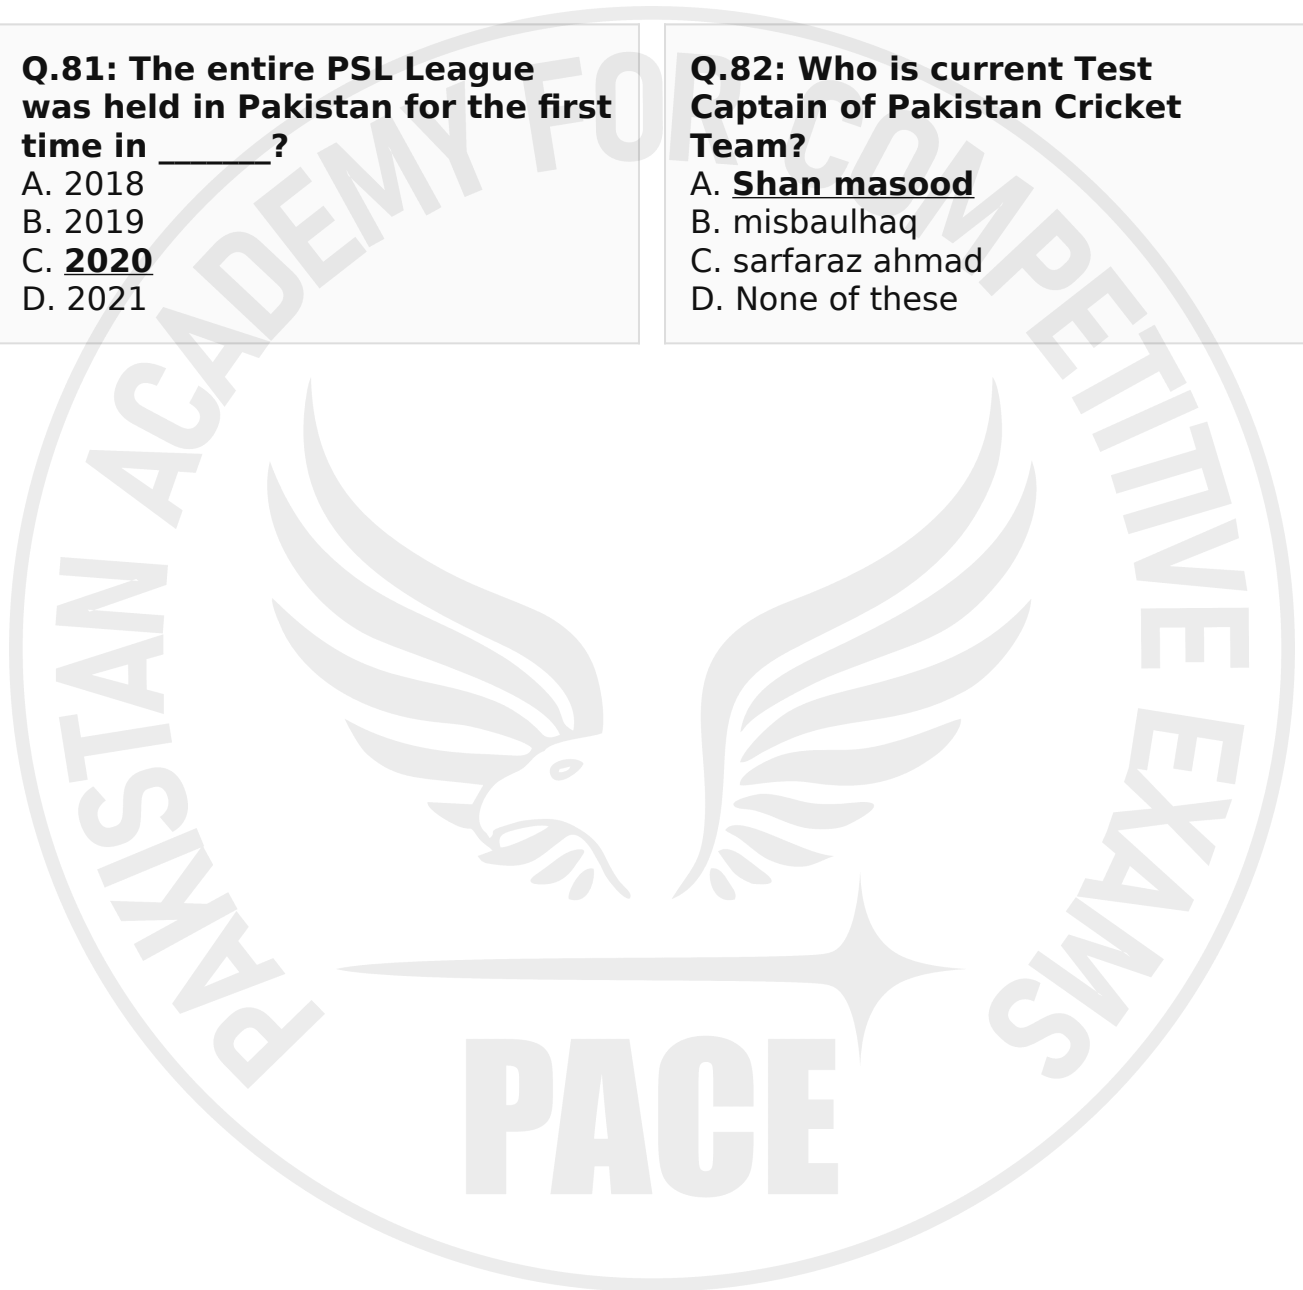 Q.81: The entire PSL League
was held in Pakistan for the first
time in _______?
A. 2018
B. 2019
C. 2020
D. 2021
Q.82: Who is current Test
Captain of Pakistan Cricket
Team?
A. Shan masood
B. misbaulhaq
C. sarfaraz ahmad
D. None of these
PAKISTAN ACADEMY FOR COMPETITIVE EXAMS
PACE